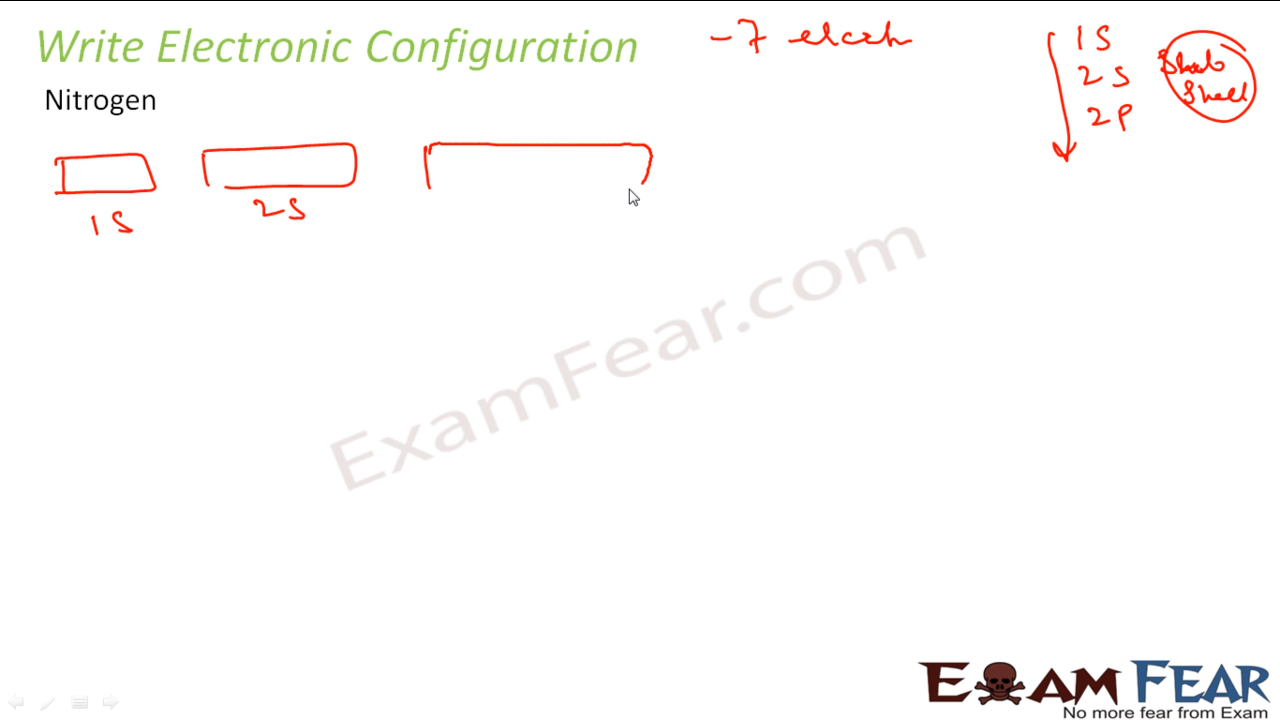 Write Electronic Configuration
- 7
Nitrogen
1S
2S
2P
Shell
1S
2S
ExamFear.com
EXAM FEAR
No more fear from Exam